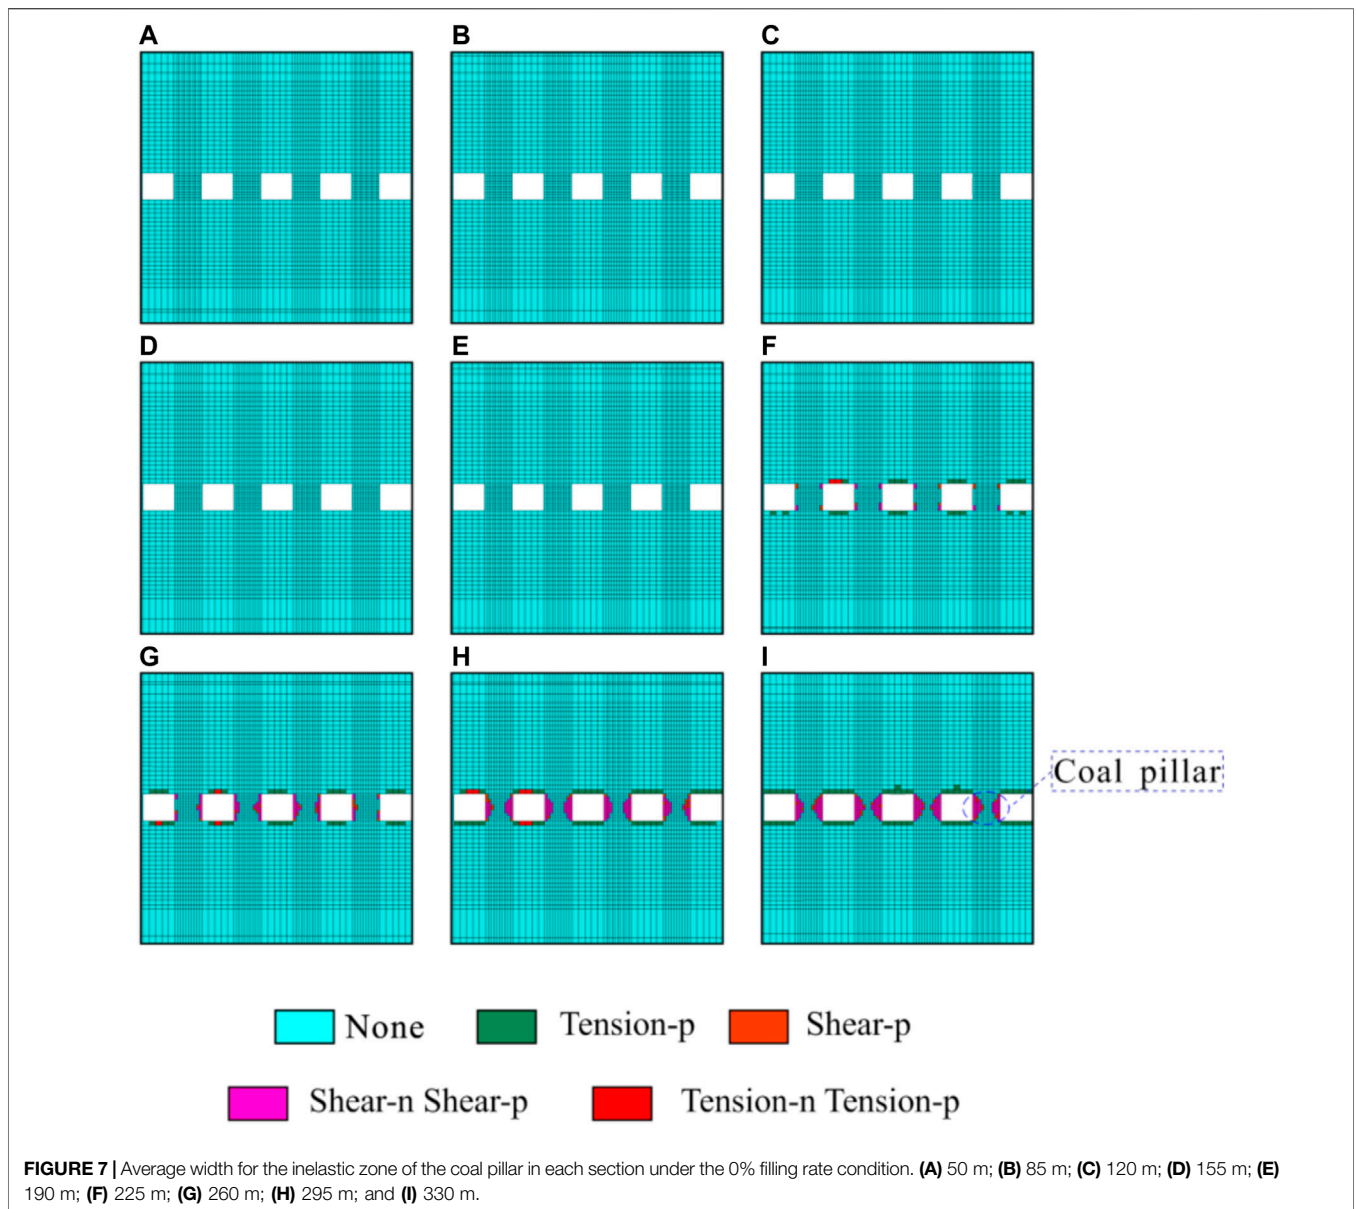 A
B
C
D
E
F
G
H
I
Coal pillar
None
Tension-p
Shear-p
Shear-n Shear-p
Tension-n Tension-p
FIGURE 7 | Average width for the inelastic zone of the coal pillar in each section under the 0% filling rate condition. (A) 50 m; (B) 85 m; (C) 120 m; (D) 155 m; (E)
190 m; (F) 225 m; (G) 260 m; (H) 295 m; and (I) 330 m.